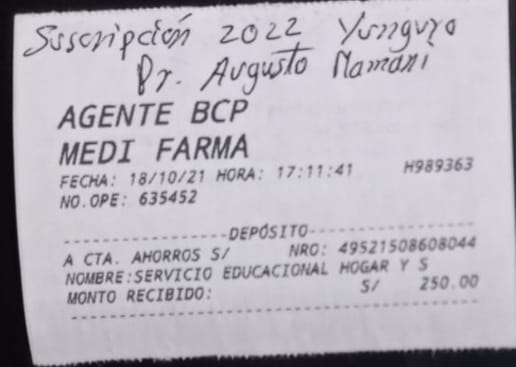 Suscripción 2022 Yunguyo
Pr. Augusto Mamani
AGENTE BCP
MEDI FARMA
FECHA: 18/10/21 HORA: 17:11:41 H989363
NO.OPE: 635452
DEPÓSITO
A CTA. AHORROS S/ NRO: 49521508608044
NOMBRE:SERVICIO EDUCACIONAL HOGAR Y S
MONTO RECIBIDO: S/ 250.00